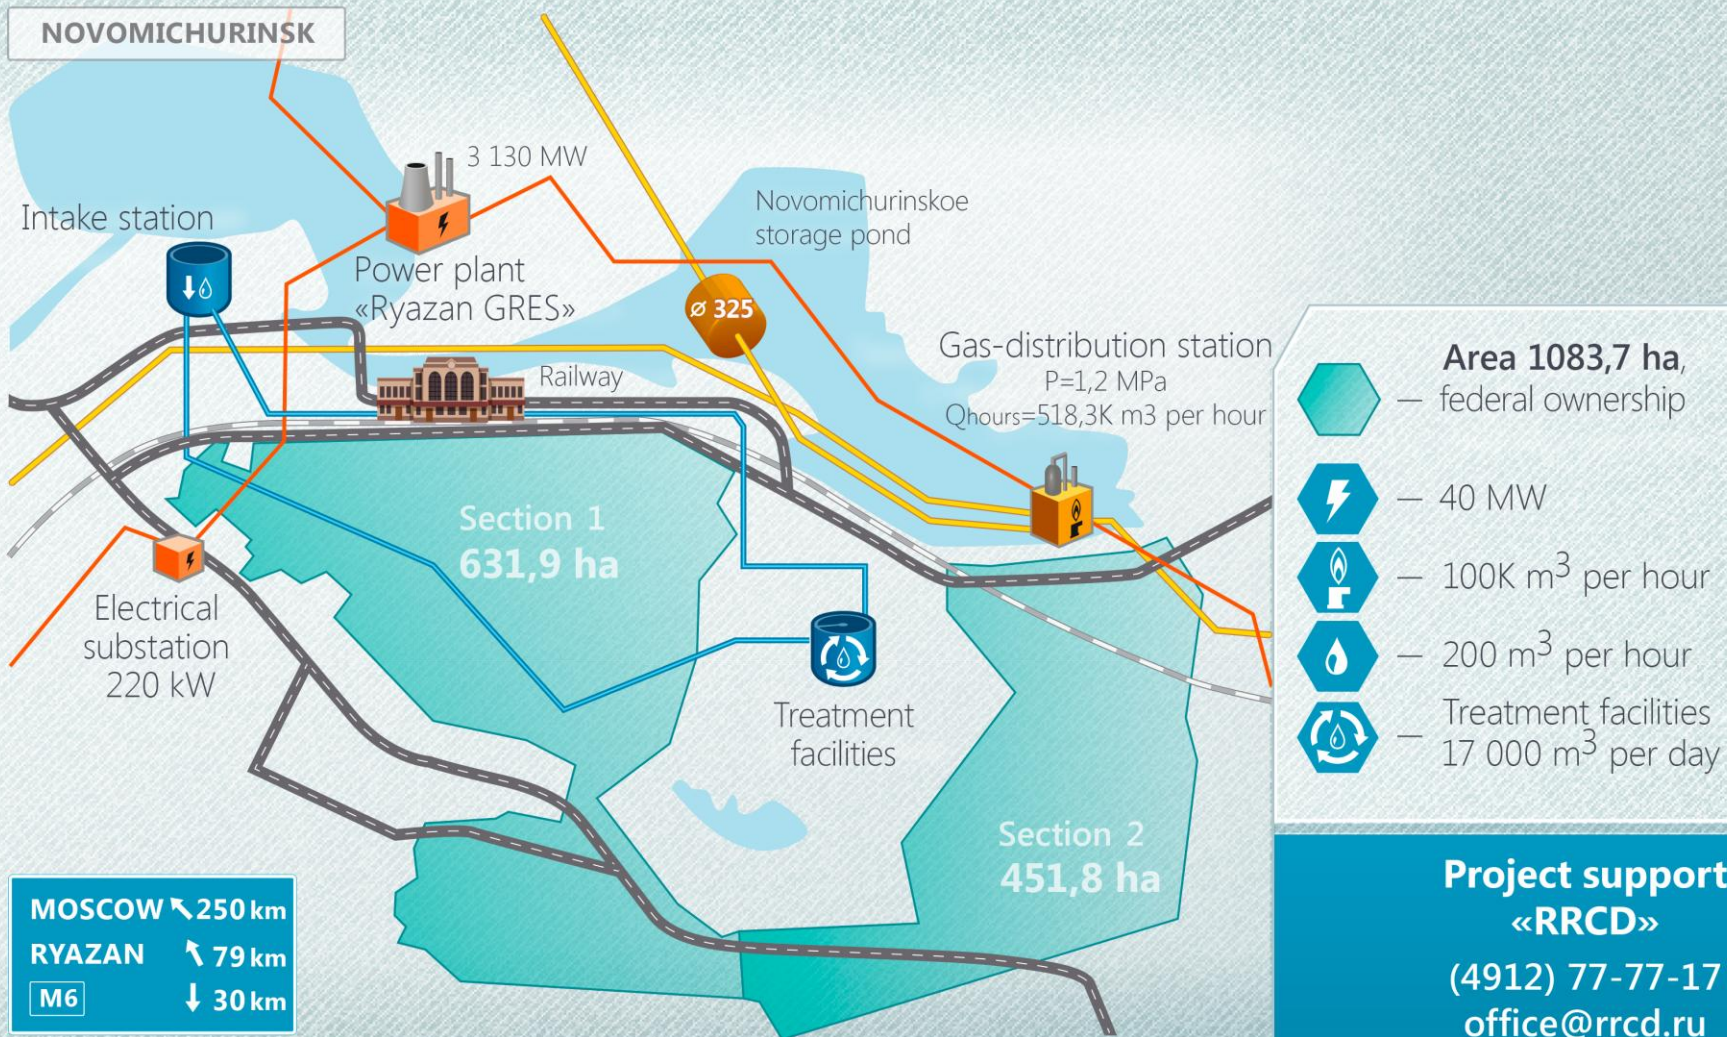 NOVOMICHURINSK
3 130 MW
Intake station
Power plant
«Ryazan GRES»
Novomichurinskoe
storage pond
Ø 325
Railway
Gas-distribution station
P=1,2 MPa
Qhours=518,3K m3 per hour
Section 1
631,9 ha
Electrical
substation
220 kW
Treatment
facilities
Section 2
451,8 ha
MOSCOW 250 km
RYAZAN 79 km
M6 30 km
Area 1083,7 ha,
— federal ownership
— 40 MW
— 100K m³ per hour
— 200 m³ per hour
— Treatment facilities
17 000 m³ per day
Project support
«RRCD»
(4912) 77-77-17
office@rrcd.ru